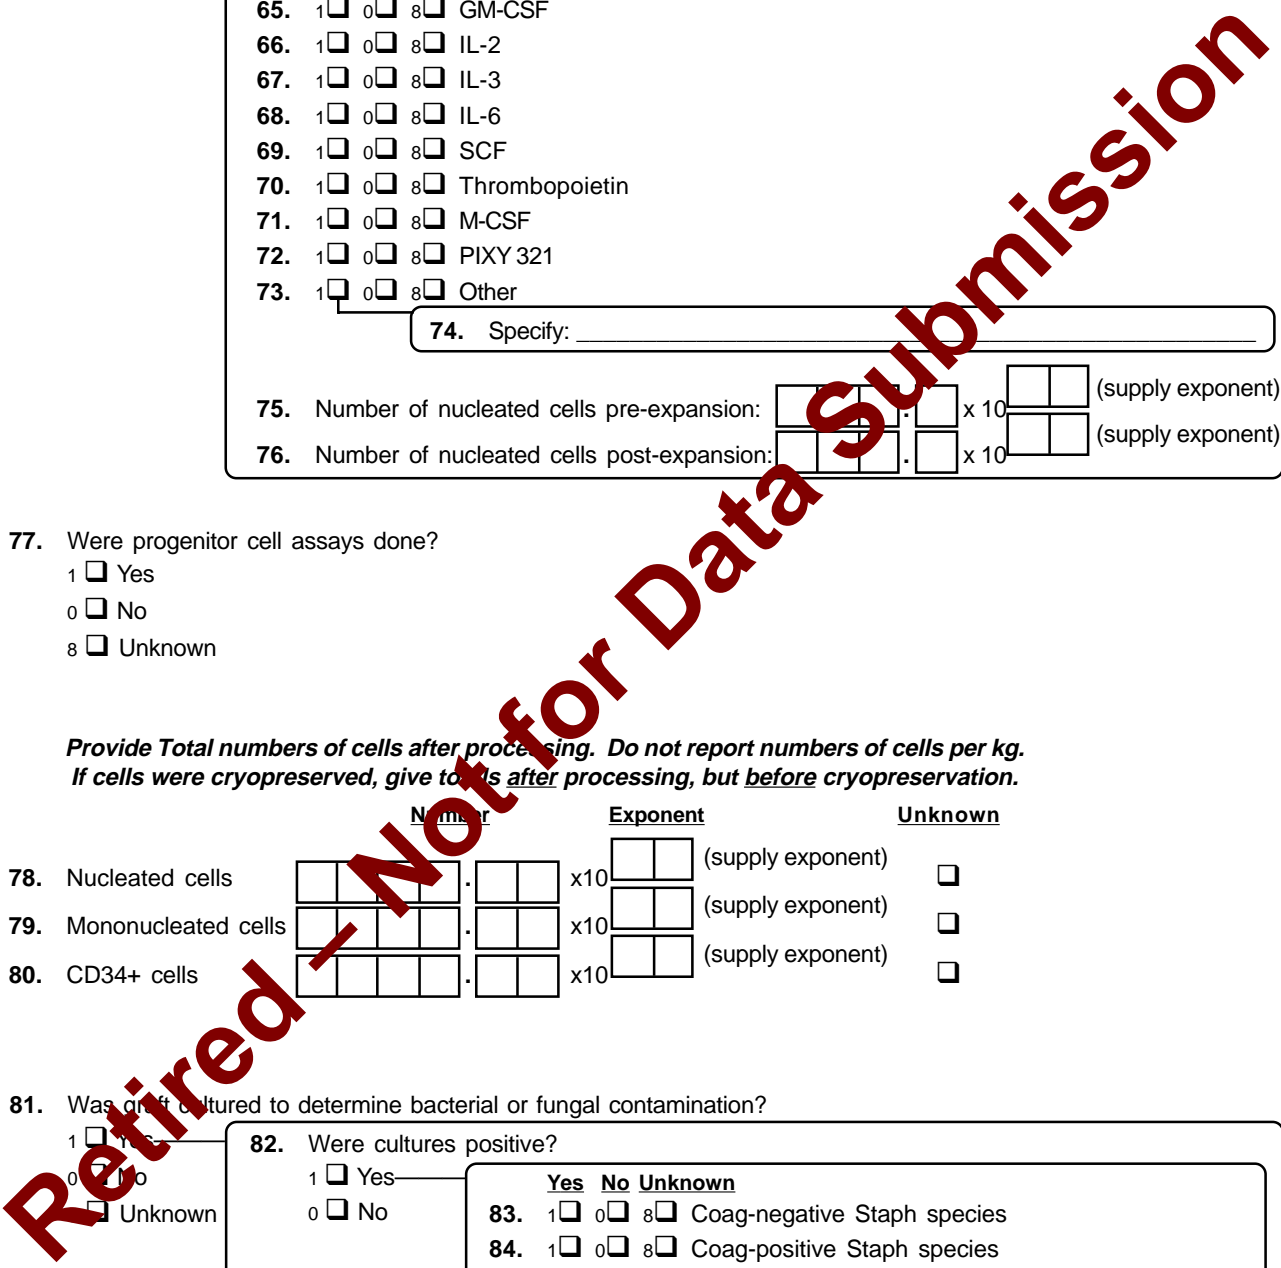 65. 1❑ 0❑ 8❑ GM-CSF
66. 1❑ 0❑ 8❑ IL-2
67. 1❑ 0❑ 8❑ IL-3
68. 1❑ 0❑ 8❑ IL-6
69. 1❑ 0❑ 8❑ SCF
70. 1❑ 0❑ 8❑ Thrombopoietin
71. 1❑ 0❑ 8❑ M-CSF
72. 1❑ 0❑ 8❑ PIXY 321
73. 1❑ 0❑ 8❑ Other
74. Specify: ____________________
75. Number of nucleated cells pre-expansion: . x 10 (supply exponent)
76. Number of nucleated cells post-expansion: . x 10 (supply exponent)
77. Were progenitor cell assays done?
1 ❑ Yes
0 ❑ No
8 ❑ Unknown
Provide Total numbers of cells after processing. Do not report numbers of cells per kg.
If cells were cryopreserved, give totals after processing, but before cryopreservation.
Number Exponent Unknown
78. Nucleated cells . x10 (supply exponent) ❑
79. Mononucleated cells . x10 (supply exponent) ❑
80. CD34+ cells . x10 (supply exponent) ❑
81. Was graft cultured to determine bacterial or fungal contamination?
1 ❑ Yes
0 ❑ No
❑ Unknown
82. Were cultures positive?
1 ❑ Yes
0 ❑ No
Yes No Unknown
83. 1❑ 0❑ 8❑ Coag-negative Staph species
84. 1❑ 0❑ 8❑ Coag-positive Staph species
Retired – Not for Data Submission